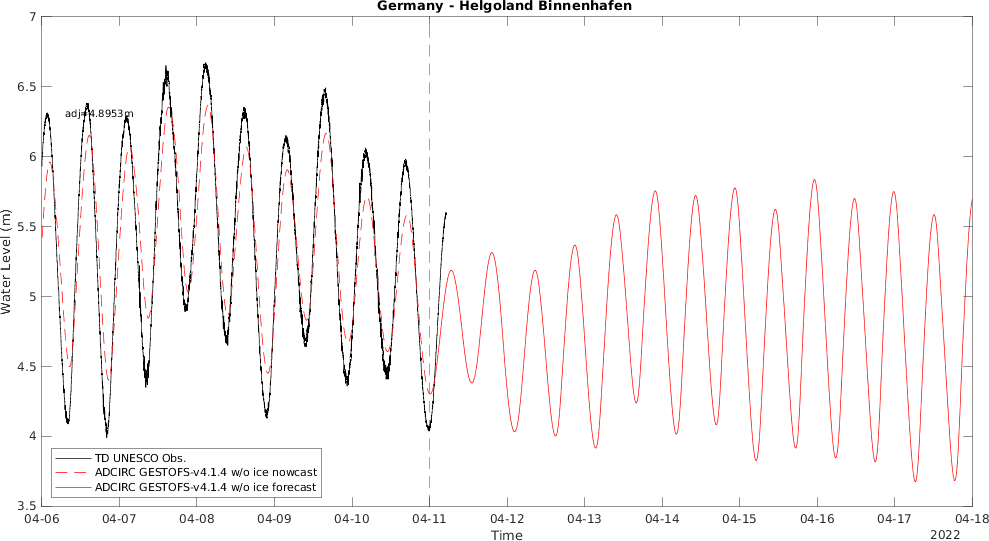 Germany - Helgoland Binnenhafen
Water Level (m)
7
6.5
6
5.5
5
4.5
4
3.5
adj=4.8953m
TD UNESCO Obs.
ADCIRC GESTOFS-v4.1.4 w/o ice nowcast
ADCIRC GESTOFS-v4.1.4 w/o ice forecast
04-06 04-07 04-08 04-09 04-10 04-11 04-12 04-13 04-14 04-15 04-16 04-17 04-18
Time
2022